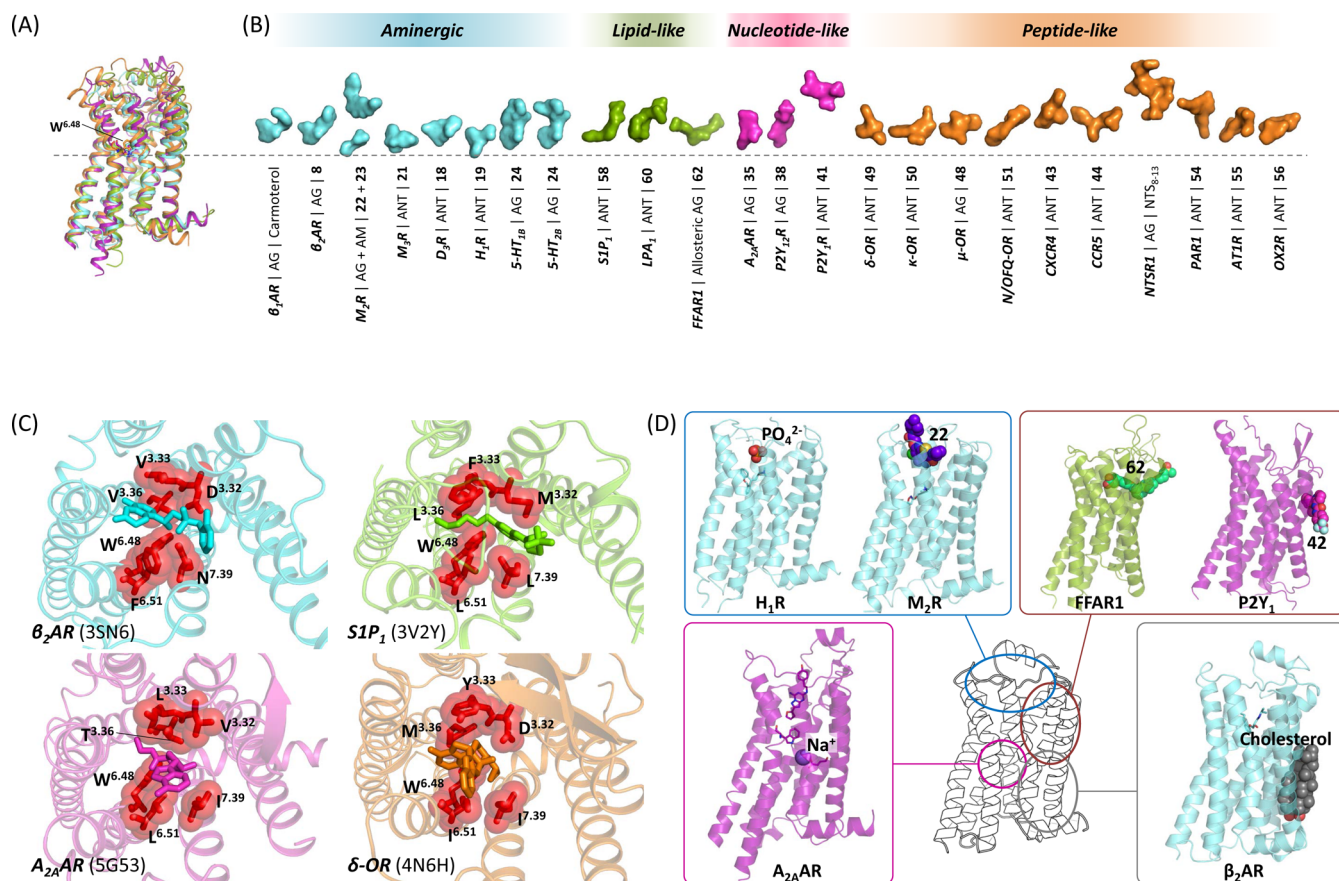 (A)
W6.48
(B)
Aminergic
Lipid-like
Nucleotide-like
Peptide-like
β1AR | AG | Carmoterol
β2AR | AG | 8
M2R | AG + AM | 22 + 23
M3R | ANT | 21
D3R | ANT | 18
H1R | ANT | 19
5-HT1B | AG | 24
5-HT2B | AG | 24
S1P1 | ANT | 58
LPA1 | ANT | 60
FFAR1 | Allosteric AG | 62
A2AAR | AG | 35
P2Y12R | AG | 38
P2Y1R | ANT | 41
δ-OR | ANT | 49
κ-OR | ANT | 50
μ-OR | AG | 48
N/OFQ-OR | ANT | 51
CXCR4 | ANT | 43
CCR5 | ANT | 44
NTSR1 | AG | NTS8-13
PAR1 | ANT | 54
AT1R | ANT | 55
OX2R | ANT | 56
(C)
V3.33
V3.36
D3.32
W6.48
N7.39
F6.51
β2AR (3SN6)
F3.33
M3.32
L3.36
W6.48
L7.39
L6.51
S1P1 (3V2Y)
L3.33
V3.32
T3.36
W6.48
I7.39
L6.51
A2AAR (5G53)
Y3.33
M3.36
D3.32
W6.48
I7.39
I6.51
δ-OR (4N6H)
(D)
PO42-
H1R
22
M2R
62
FFAR1
42
P2Y1
Na+
A2AAR
Cholesterol
β2AR